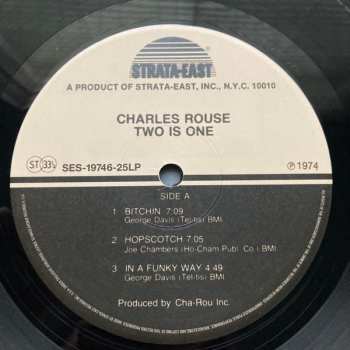 STRATA-EAST
A PRODUCT OF STRATA-EAST, INC., N.Y.C. 10010
CHARLES ROUSE
TWO IS ONE
ST 33⅓ SES-19746-25LP ℗ 1974
SIDE A
1 BITCHIN 7:09
George Davis (Tel-tisi BMI)
2 HOPSCOTCH 7:05
Joe Chambers (Ho-Cham Publ Co ı BMI)
3 IN A FUNKY WAY 4:49
George Davis (Tel-tisi BMI)
Produced by Cha-Rou Inc.